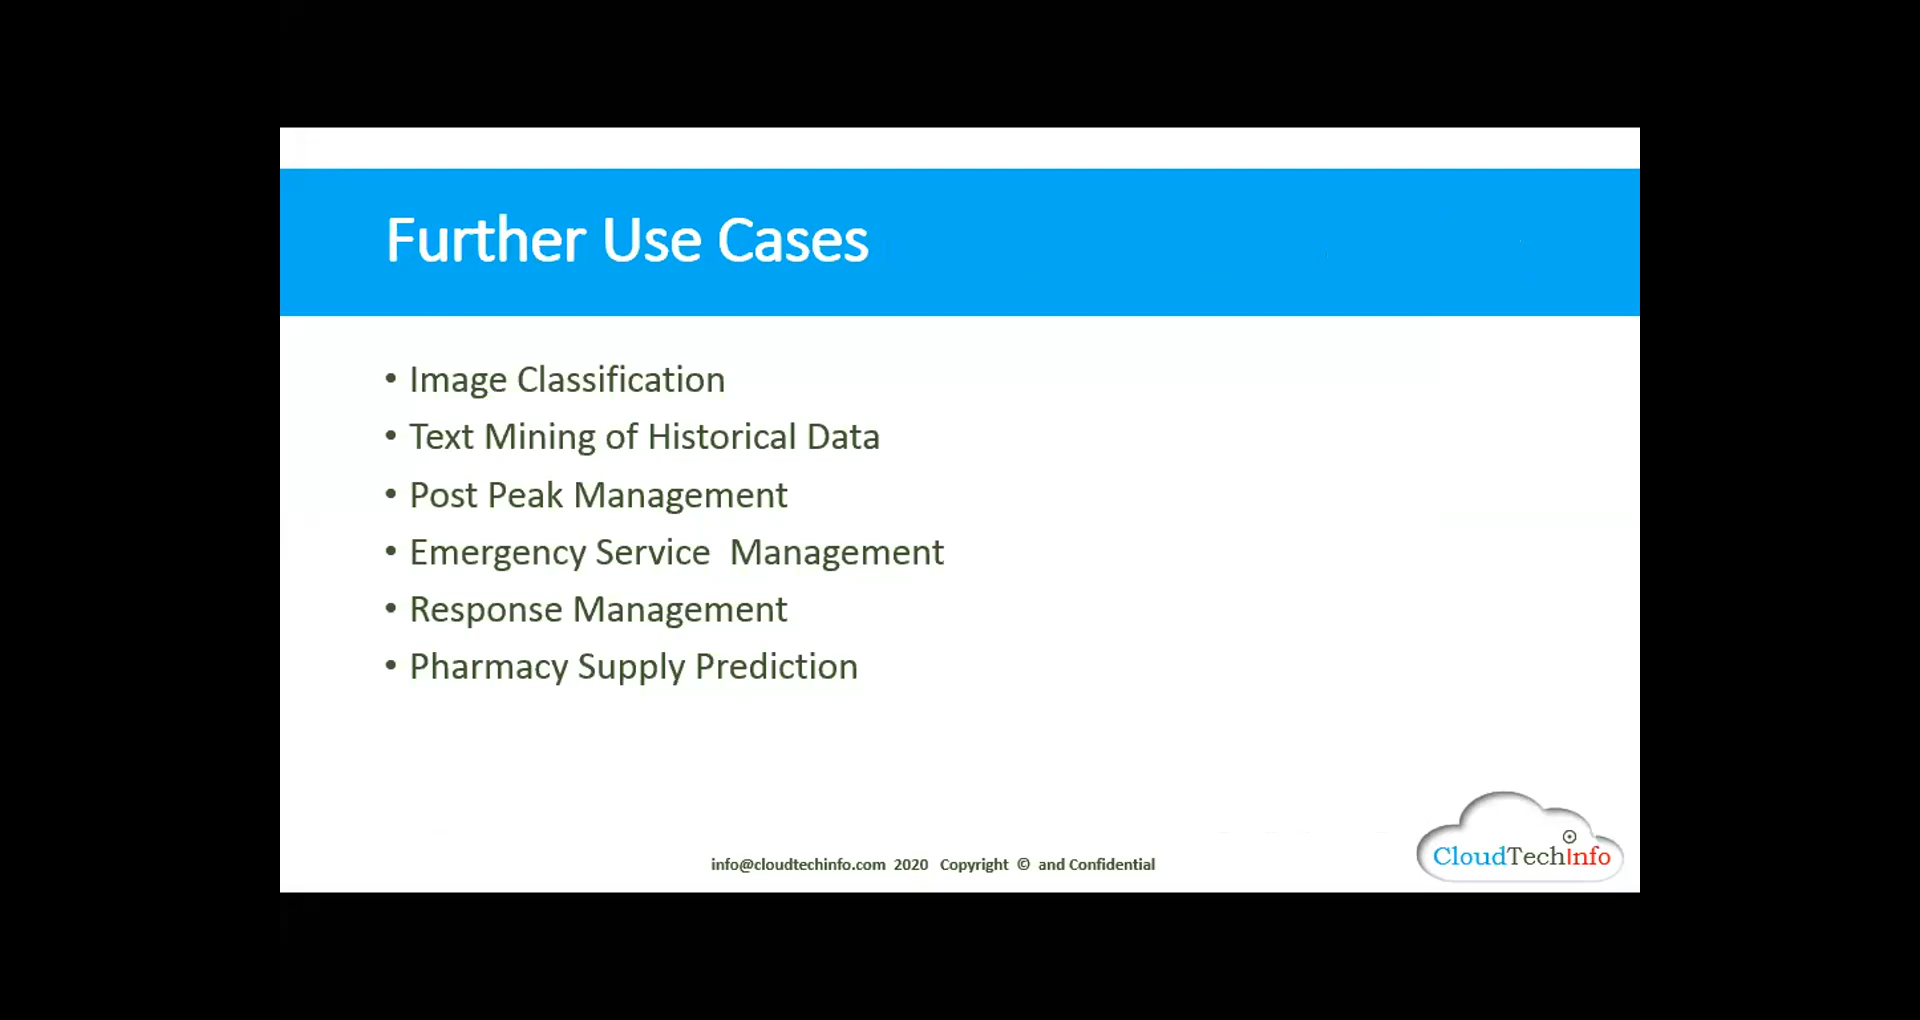 Further Use Cases
• Image Classification
• Text Mining of Historical Data
• Post Peak Management
• Emergency Service  Management
• Response Management
• Pharmacy Supply Prediction
info@cloudtechinfo.com 2020 Copyright © and Confidential
CloudTechInfo